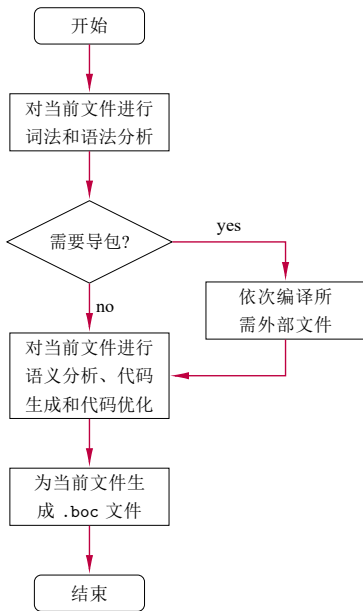 开始
对当前文件进行
词法和语法分析
需要导包?
yes
no
依次编译所
需外部文件
对当前文件进行
语义分析、代码
生成和代码优化
为当前文件生
成 .boc 文件
结束